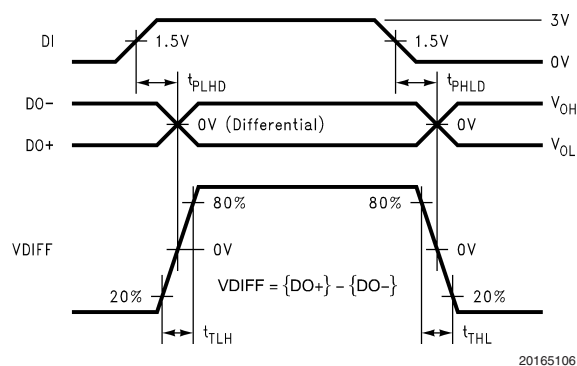 3V
DI
1.5V
1.5V
0V
tPLHD
tPHLD
DO-
VOH
0V (Differential)
0V
DO+
VOL
80%
80%
VDIFF
0V
0V
VDIFF = {DO+} – {DO–}
20%
20%
tTLH
tTHL
20165106